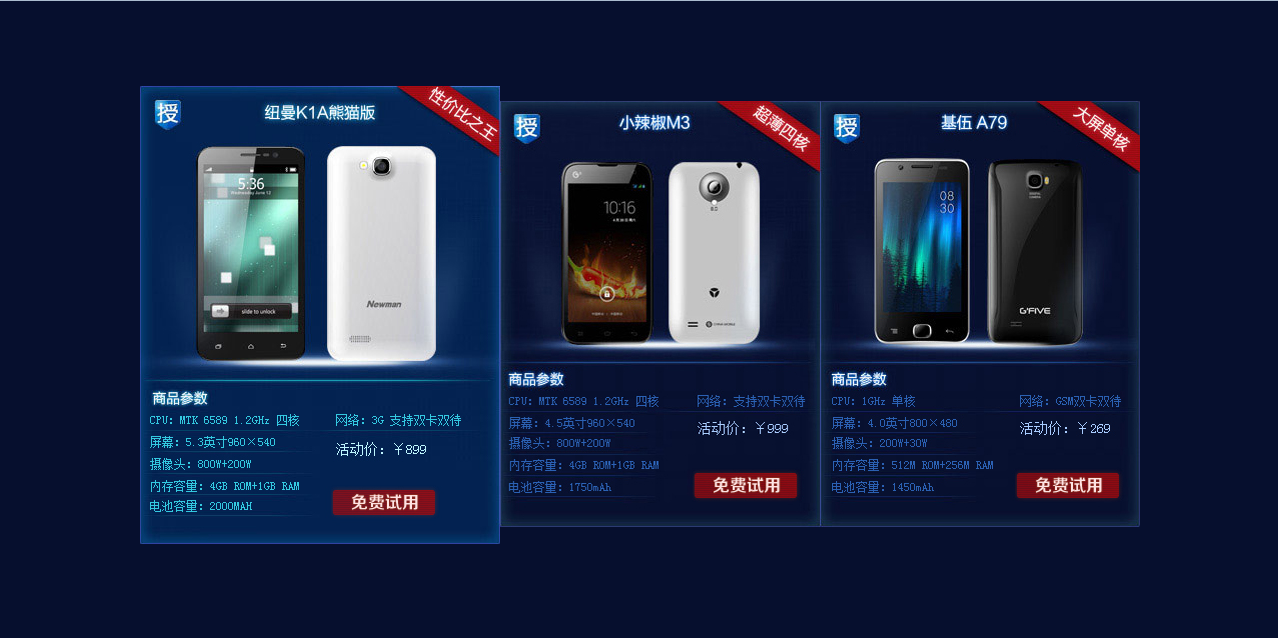 授
纽曼K1A熊猫版
性价比之王
5:36
Wednesday June 12
slide to unlock
Newman
商品参数
CPU: MTK 6589 1.2GHz 四核
网络: 3G 支持双卡双待
屏幕: 5.3英寸960×540
活动价: ￥899
摄像头: 800W+200W
内存容量: 4GB ROM+1GB RAM
电池容量: 2000MAH
免费试用
授
小辣椒M3
超薄四核
10:16
商品参数
CPU: MTK 6589 1.2GHz 四核
网络: 支持双卡双待
屏幕: 4.5英寸960×540
活动价: ￥999
摄像头: 800W+200W
内存容量: 4GB ROM+1GB RAM
电池容量: 1750mAh
免费试用
授
基伍 A79
大屏单核
08
30
G'FIVE
商品参数
CPU: 1GHz 单核
网络: GSM双卡双待
屏幕: 4.0英寸800×480
活动价: ￥269
摄像头: 200W+30W
内存容量: 512M ROM+256M RAM
电池容量: 1450mAh
免费试用